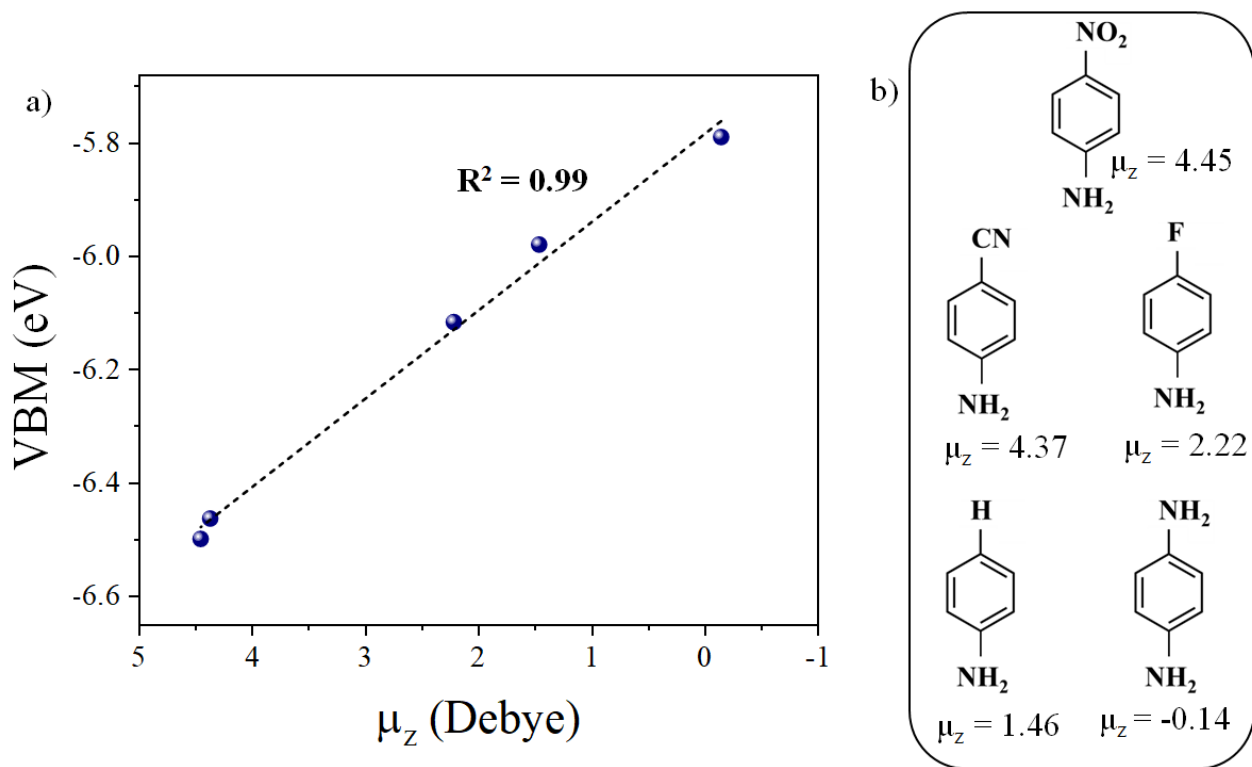 a)
VBM (eV)
-5.8
-6.0
-6.2
-6.4
-6.6
R² = 0.99
5 4 3 2 1 0 -1
μz (Debye)
b)
NO₂
NH₂
μz = 4.45
CN
NH₂
μz = 4.37
F
NH₂
μz = 2.22
H
NH₂
μz = 1.46
NH₂
NH₂
μz = -0.14